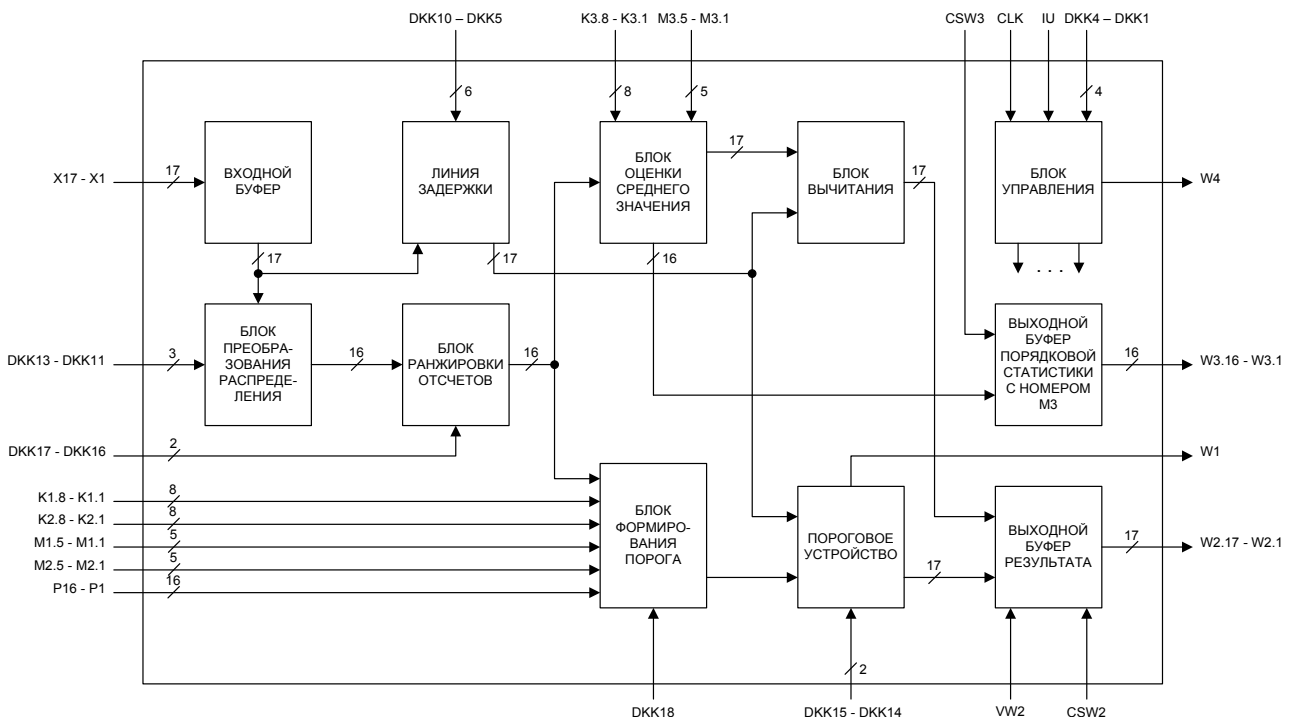 DKK10 – DKK5
K3.8 - K3.1
M3.5 - M3.1
CSW3
CLK
IU
DKK4 – DKK1
6
8
5
4
X17 - X1
17
ВХОДНОЙ
БУФЕР
ЛИНИЯ
ЗАДЕРЖКИ
БЛОК
ОЦЕНКИ
СРЕДНЕГО
ЗНАЧЕНИЯ
17
БЛОК
ВЫЧИТАНИЯ
17
БЛОК
УПРАВЛЕНИЯ
W4
17
17
16
. . .
DKK13 - DKK11
3
БЛОК
ПРЕОБРА-
ЗОВАНИЯ
РАСПРЕДЕ-
ЛЕНИЯ
16
БЛОК
РАНЖИРОВКИ
ОТСЧЕТОВ
16
ВЫХОДНОЙ
БУФЕР
ПОРЯДКОВОЙ
СТАТИСТИКИ
С НОМЕРОМ
М3
16
W3.16 - W3.1
DKK17 - DKK16
2
W1
K1.8 - K1.1
8
K2.8 - K2.1
8
M1.5 - M1.1
5
M2.5 - M2.1
5
P16 - P1
16
БЛОК
ФОРМИРО-
ВАНИЯ
ПОРОГА
ПОРОГОВОЕ
УСТРОЙСТВО
17
ВЫХОДНОЙ
БУФЕР
РЕЗУЛЬТАТА
17
W2.17 - W2.1
2
DKK18
DKK15 - DKK14
VW2
CSW2